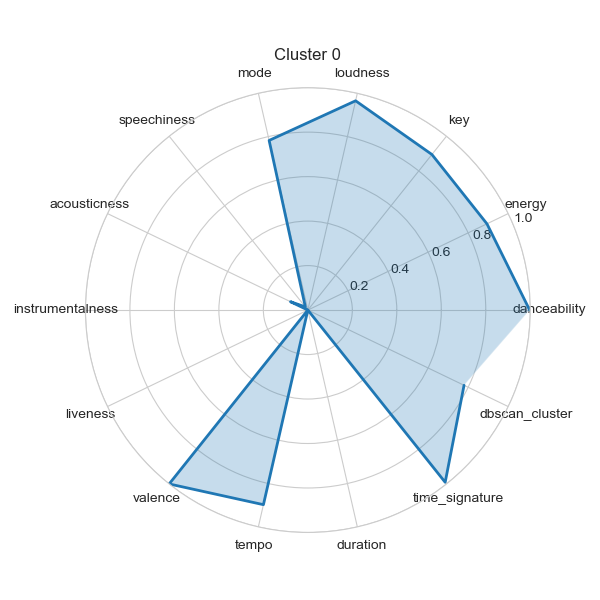 Cluster 0
mode
loudness
speechiness
key
acousticness
energy
1.0
0.8
0.6
0.4
0.2
instrumentalness
danceability
liveness
dbscan_cluster
valence
time_signature
tempo
duration